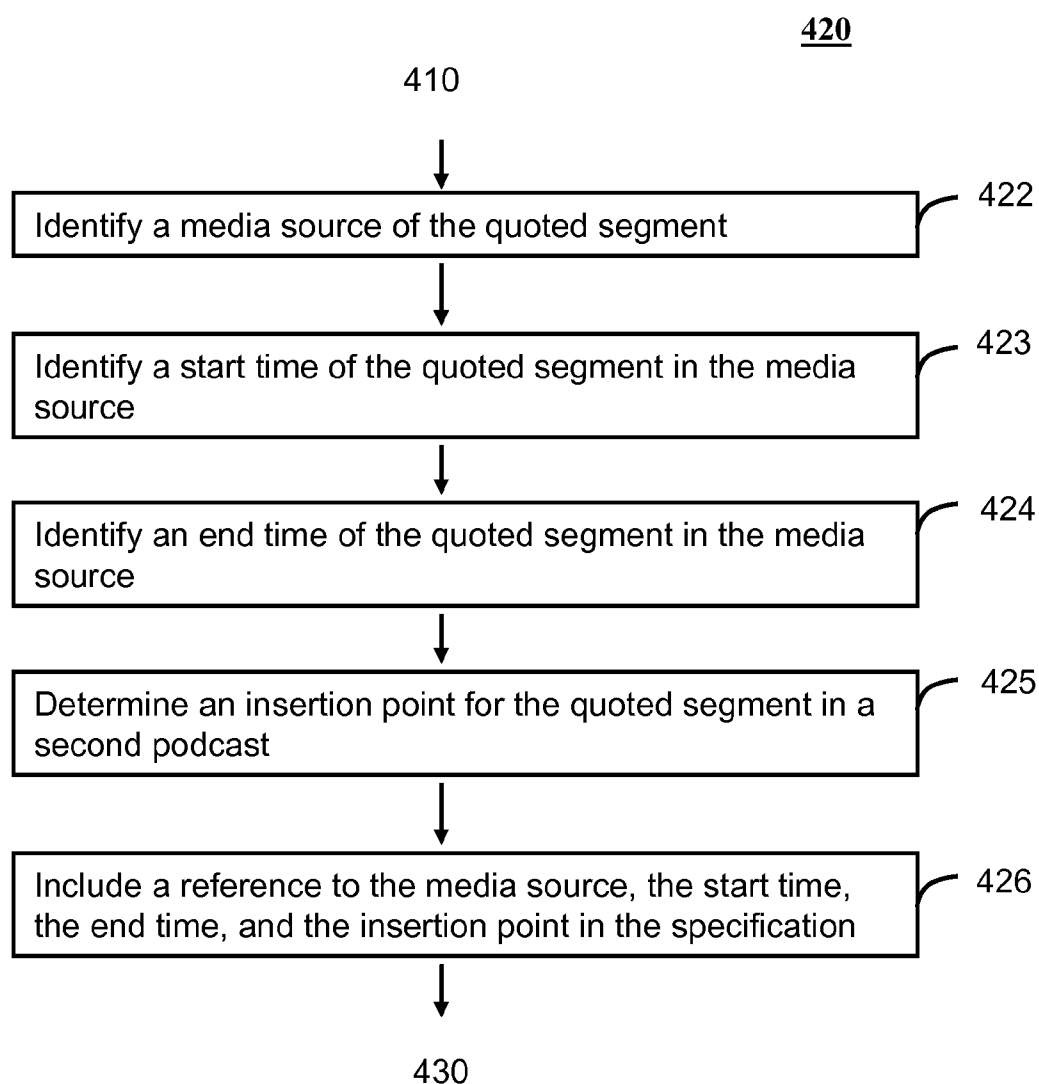 420
410
Identify a media source of the quoted segment
422
Identify a start time of the quoted segment in the media
source
423
Identify an end time of the quoted segment in the media
source
424
Determine an insertion point for the quoted segment in a
second podcast
425
Include a reference to the media source, the start time,
the end time, and the insertion point in the specification
426
430